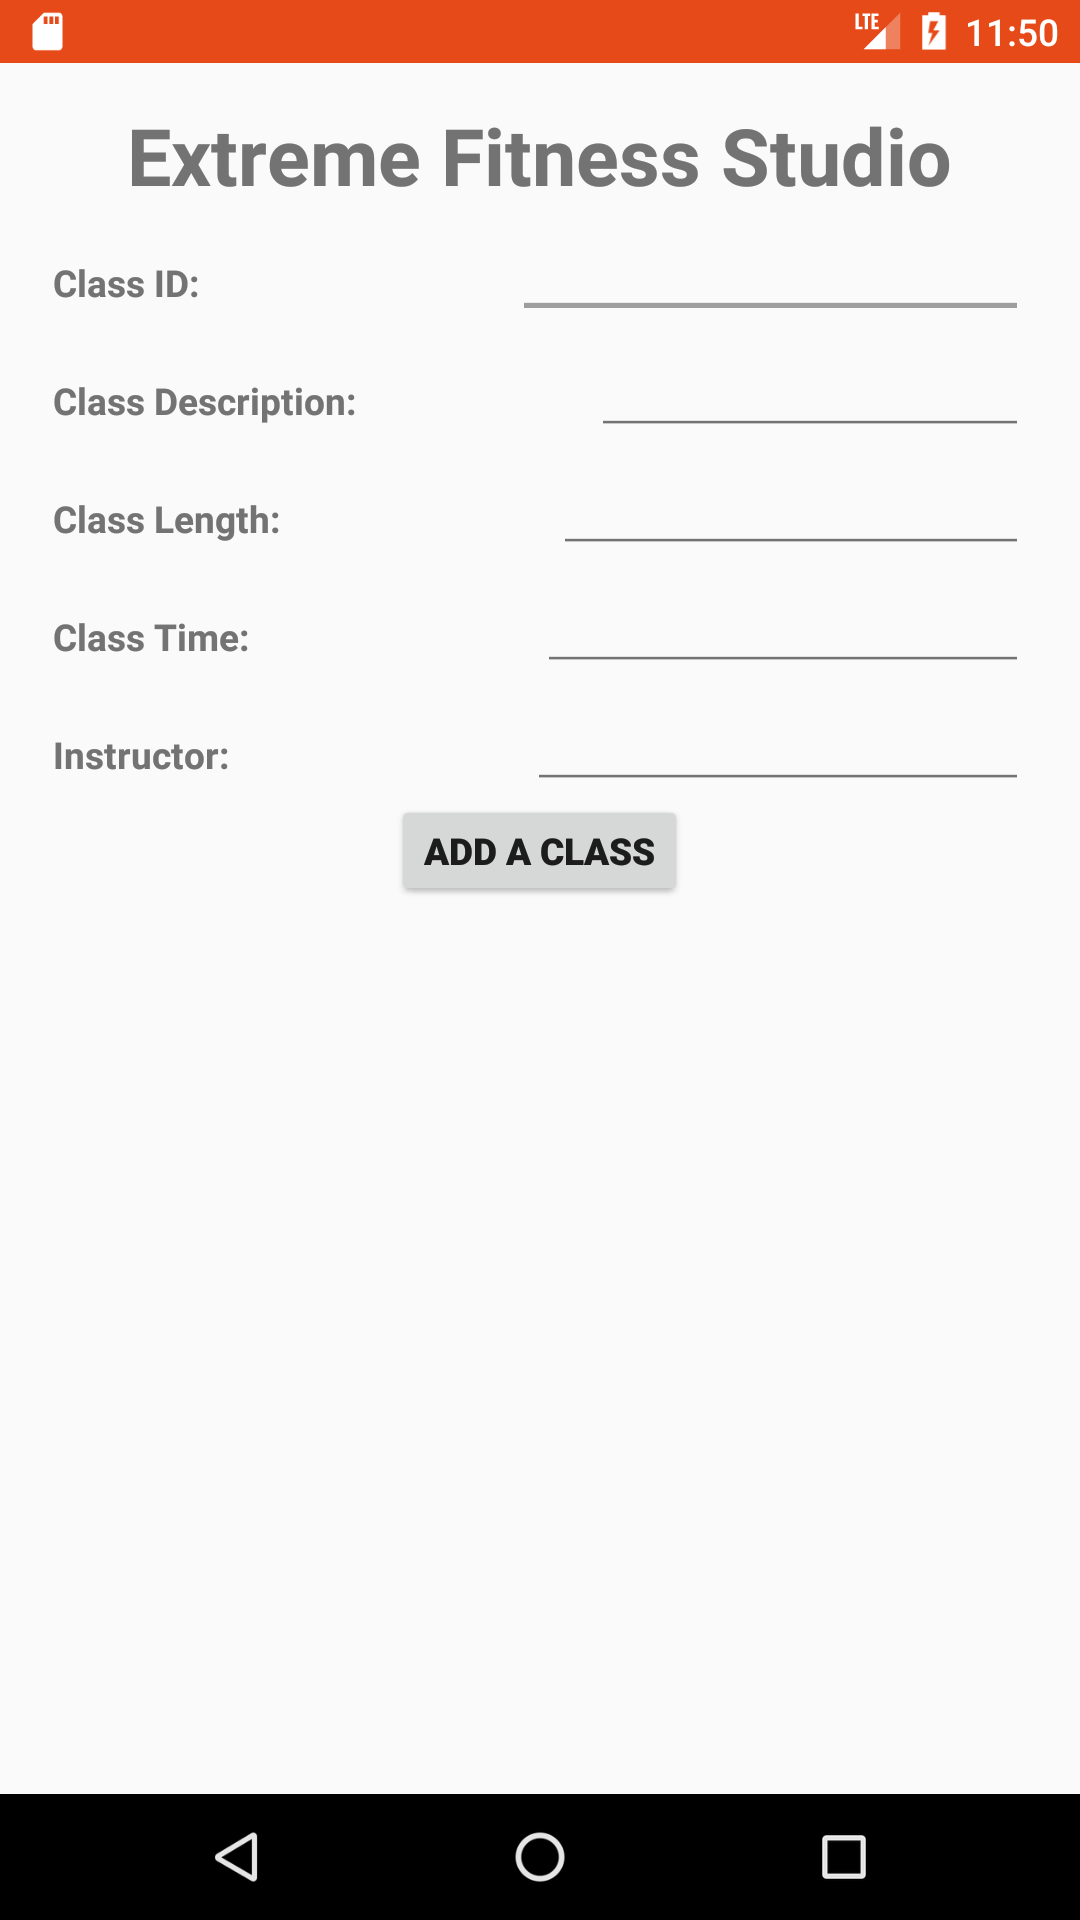 LTE 11:50
Extreme Fitness Studio
Class ID:
Class Description:
Class Length:
Class Time:
Instructor:
ADD A CLASS